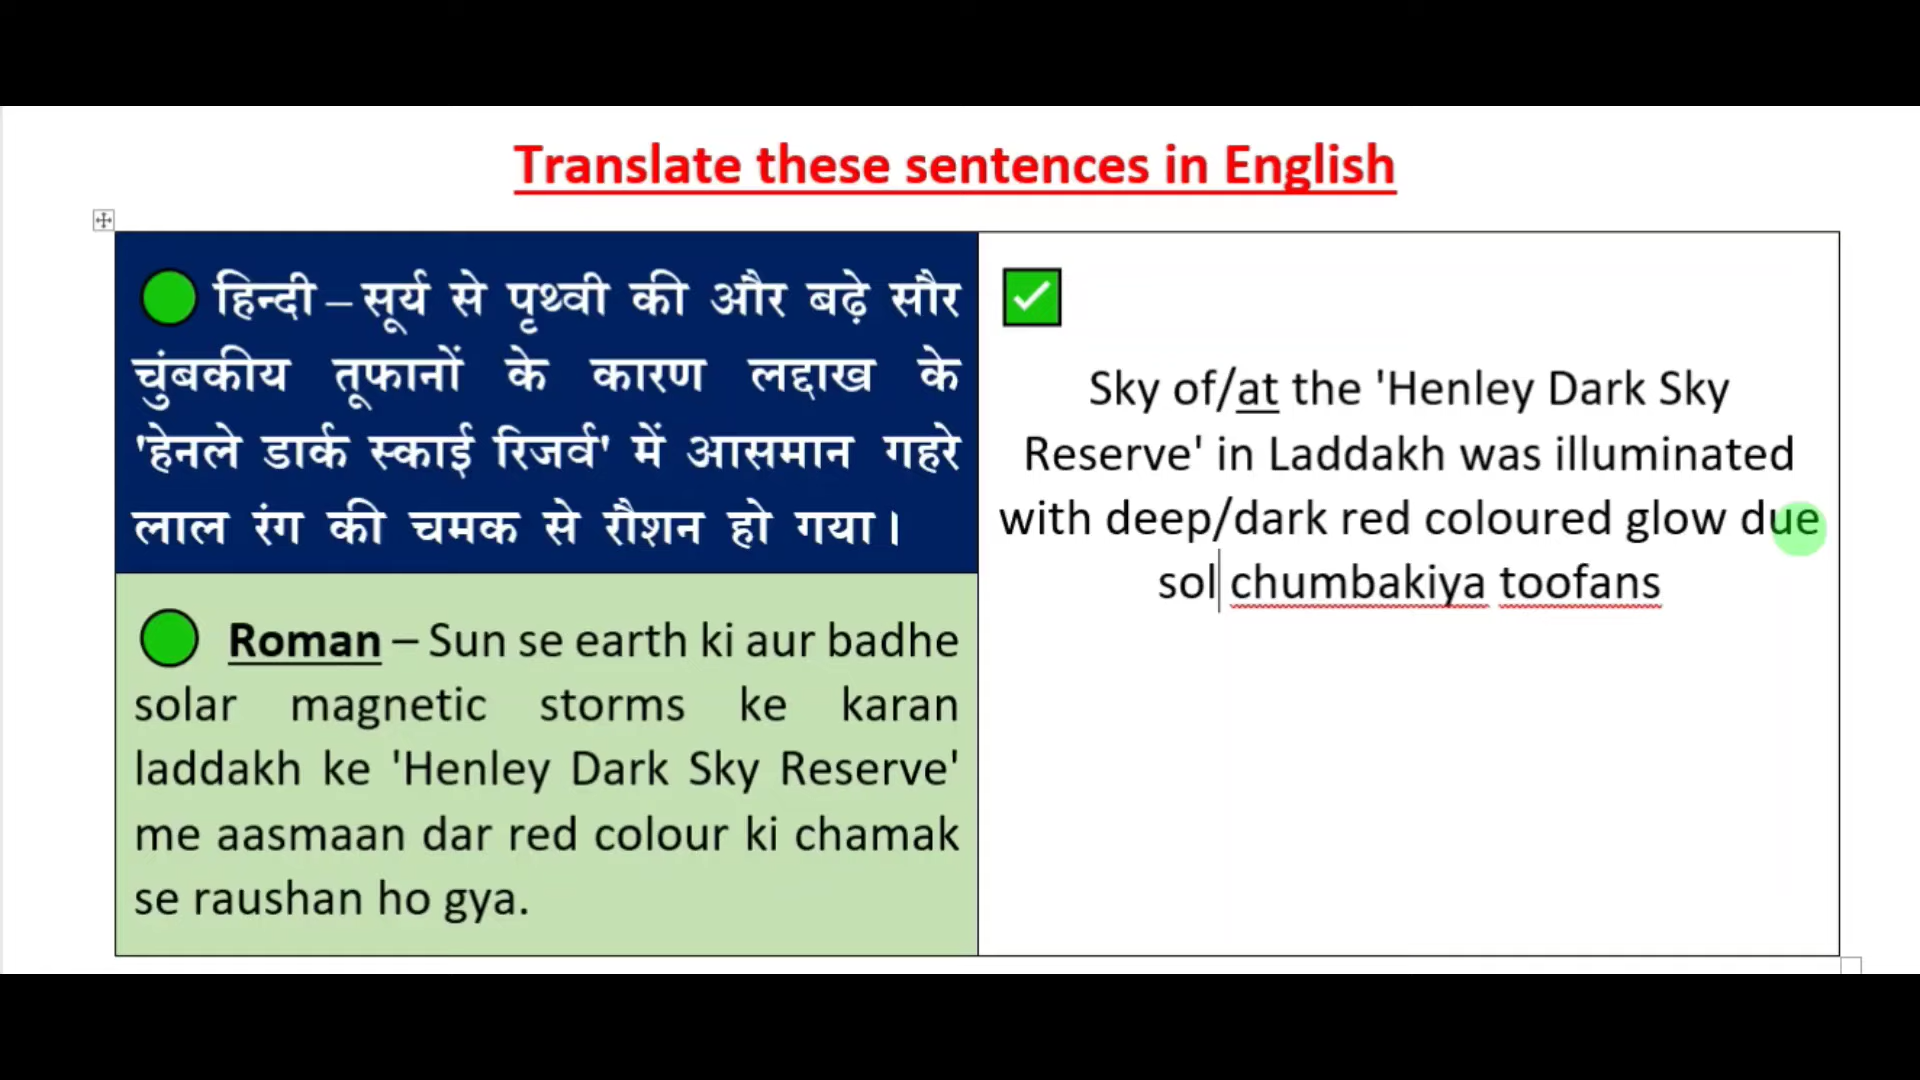 Translate these sentences in English
हिन्दी – सूर्य से पृथ्वी की और बढ़े सौर
चुंबकीय तूफानों के कारण लद्दाख के
'हेनले डार्क स्काई रिजर्व' में आसमान गहरे
लाल रंग की चमक से रौशन हो गया।
Roman – Sun se earth ki aur badhe
solar magnetic storms ke karan
laddakh ke 'Henley Dark Sky Reserve'
me aasmaan dar red colour ki chamak
se raushan ho gya.
Sky of/at the 'Henley Dark Sky
Reserve' in Laddakh was illuminated
with deep/dark red coloured glow due
sol chumbakiya toofans